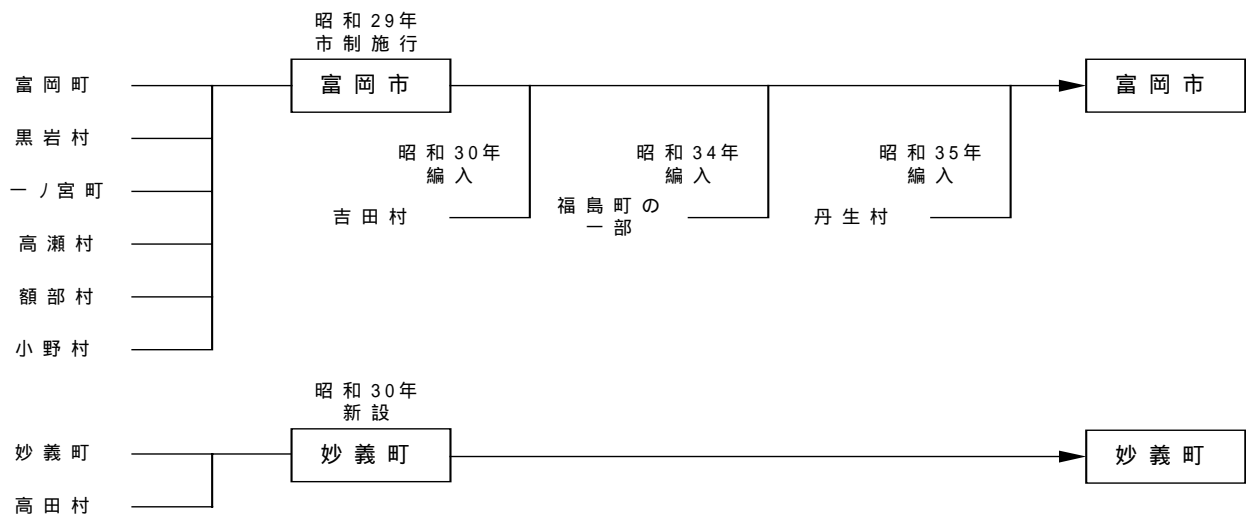 昭和29年
市制施行
富岡町
富岡市
富岡市
黒岩村
昭和30年
編入
昭和34年
編入
昭和35年
編入
一ノ宮町
吉田村
福島町の
一部
丹生村
高瀬村
額部村
小野村
昭和30年
新設
妙義町
妙義町
妙義町
高田村